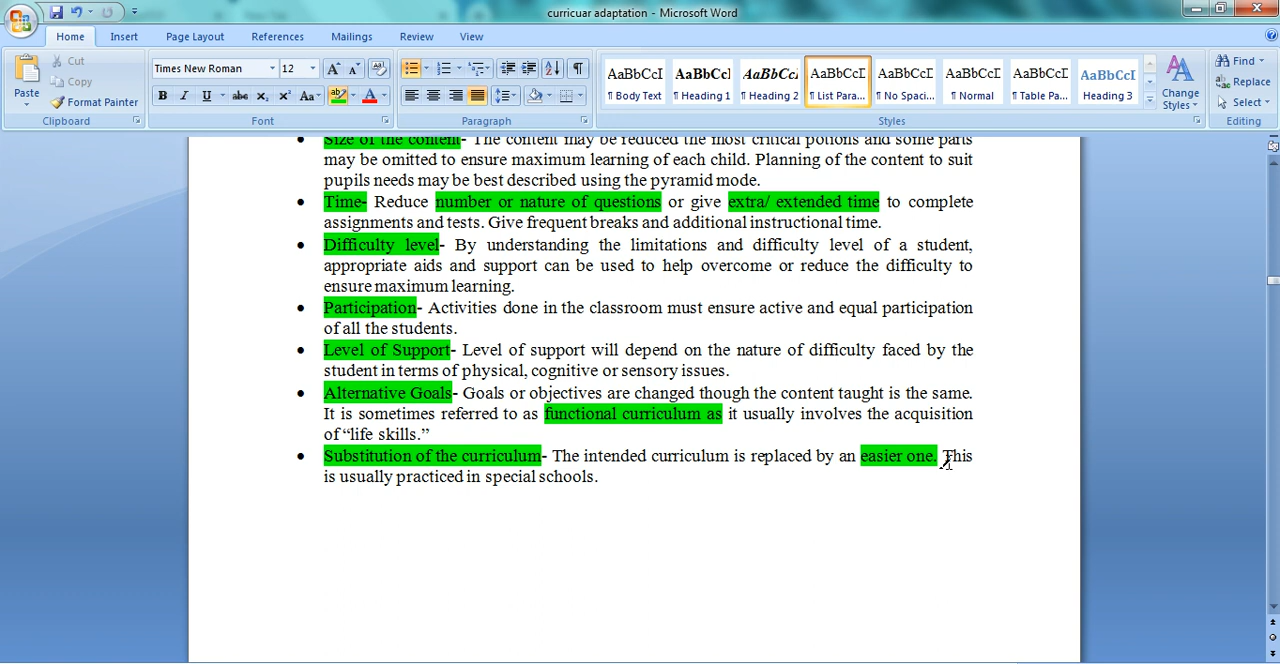 curricuar adaptation - Microsoft Word
Home Insert Page Layout References Mailings Review View
Paste
Cut
Copy
Format Painter
Clipboard
Times New Roman 12
Font
Paragraph
AaBbCcI AaBbCcl AaBbCc. AaBbCcI AaBbCcI AaBbCcI AaBbCcI AaBbCcI
¶ Body Text ¶ Heading 1 ¶ Heading 2 ¶ List Para... ¶ No Spaci... ¶ Normal ¶ Table Pa... Heading 3
Change Styles
Styles
Find
Replace
Select
Editing
• Size of the content- The content may be reduced the most critical potions and some parts
may be omitted to ensure maximum learning of each child. Planning of the content to suit
pupils needs may be best described using the pyramid mode.
• Time- Reduce number or nature of questions or give extra/ extended time to complete
assignments and tests. Give frequent breaks and additional instructional time.
• Difficulty level- By understanding the limitations and difficulty level of a student,
appropriate aids and support can be used to help overcome or reduce the difficulty to
ensure maximum learning.
• Participation- Activities done in the classroom must ensure active and equal participation
of all the students.
• Level of Support- Level of support will depend on the nature of difficulty faced by the
student in terms of physical, cognitive or sensory issues.
• Alternative Goals- Goals or objectives are changed though the content taught is the same.
It is sometimes referred to as functional curriculum as it usually involves the acquisition
of “life skills.”
• Substitution of the curriculum- The intended curriculum is replaced by an easier one. This
is usually practiced in special schools.